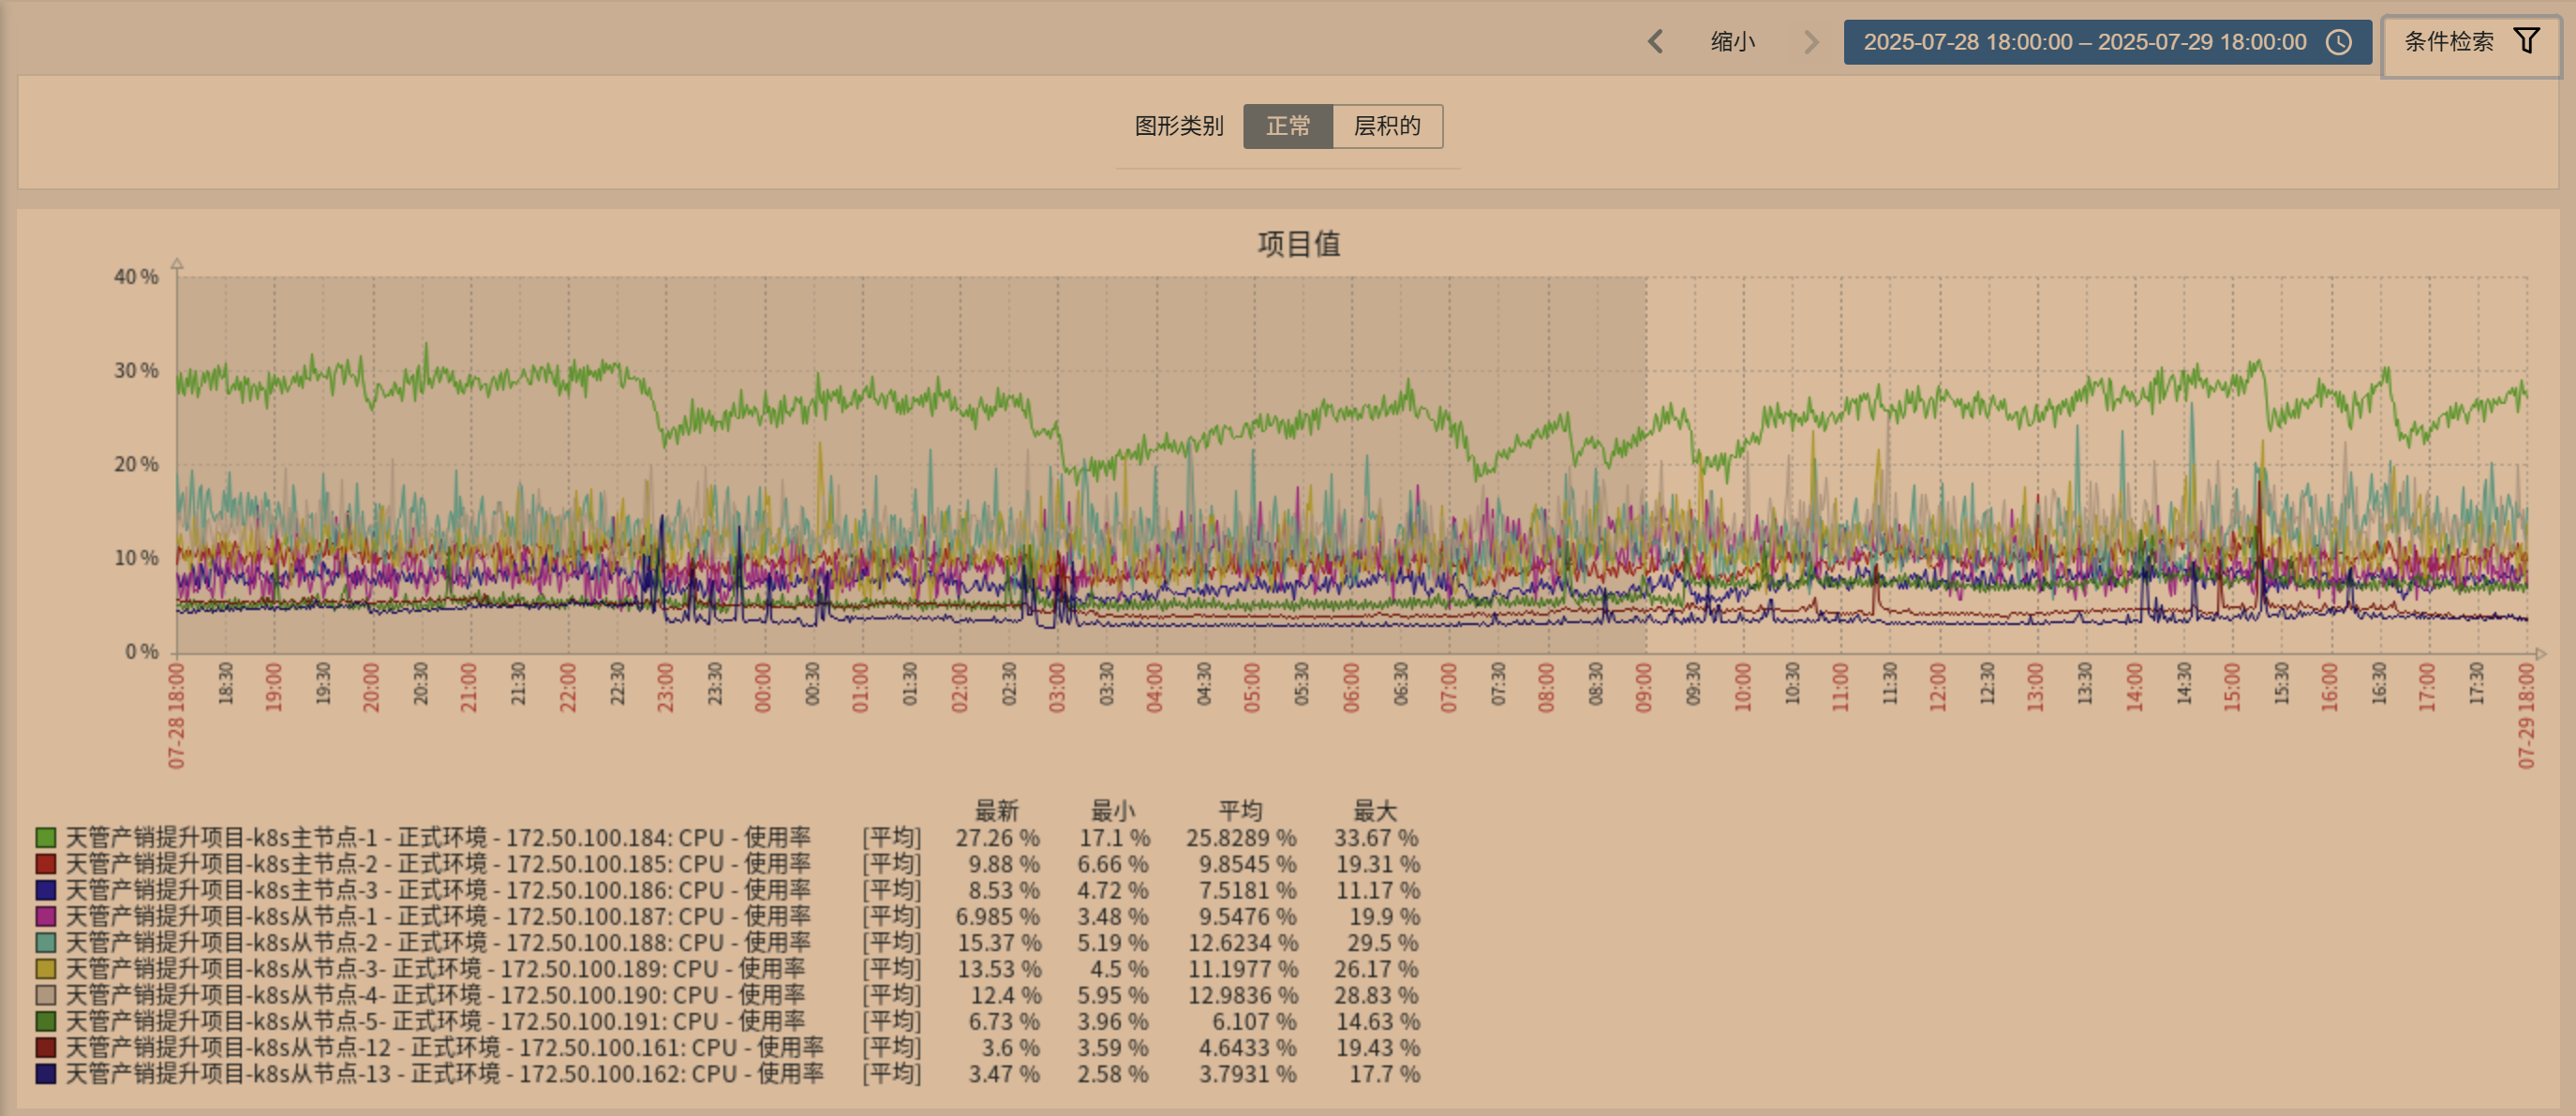 缩小 2025-07-28 18:00:00 – 2025-07-29 18:00:00 条件检索
图形类别 正常 层积的
项目值
40 %
30 %
20 %
10 %
0 %
07-28 18:00 18:30 19:00 19:30 20:00 20:30 21:00 21:30 22:00 22:30 23:00 23:30 00:00 00:30 01:00 01:30 02:00 02:30 03:00 03:30 04:00 04:30 05:00 05:30 06:00 06:30 07:00 07:30 08:00 08:30 09:00 09:30 10:00 10:30 11:00 11:30 12:00 12:30 13:00 13:30 14:00 14:30 15:00 15:30 16:00 16:30 17:00 17:30 07-29 18:00
最新 最小 平均 最大
天管产销提升项目-k8s主节点-1 - 正式环境 - 172.50.100.184: CPU - 使用率 [平均] 27.26 % 17.1 % 25.8289 % 33.67 %
天管产销提升项目-k8s主节点-2 - 正式环境 - 172.50.100.185: CPU - 使用率 [平均] 9.88 % 6.66 % 9.8545 % 19.31 %
天管产销提升项目-k8s主节点-3 - 正式环境 - 172.50.100.186: CPU - 使用率 [平均] 8.53 % 4.72 % 7.5181 % 11.17 %
天管产销提升项目-k8s从节点-1 - 正式环境 - 172.50.100.187: CPU - 使用率 [平均] 6.985 % 3.48 % 9.5476 % 19.9 %
天管产销提升项目-k8s从节点-2 - 正式环境 - 172.50.100.188: CPU - 使用率 [平均] 15.37 % 5.19 % 12.6234 % 29.5 %
天管产销提升项目-k8s从节点-3- 正式环境 - 172.50.100.189: CPU - 使用率 [平均] 13.53 % 4.5 % 11.1977 % 26.17 %
天管产销提升项目-k8s从节点-4- 正式环境 - 172.50.100.190: CPU - 使用率 [平均] 12.4 % 5.95 % 12.9836 % 28.83 %
天管产销提升项目-k8s从节点-5- 正式环境 - 172.50.100.191: CPU - 使用率 [平均] 6.73 % 3.96 % 6.107 % 14.63 %
天管产销提升项目-k8s从节点-12 - 正式环境 - 172.50.100.161: CPU - 使用率 [平均] 3.6 % 3.59 % 4.6433 % 19.43 %
天管产销提升项目-k8s从节点-13 - 正式环境 - 172.50.100.162: CPU - 使用率 [平均] 3.47 % 2.58 % 3.7931 % 17.7 %